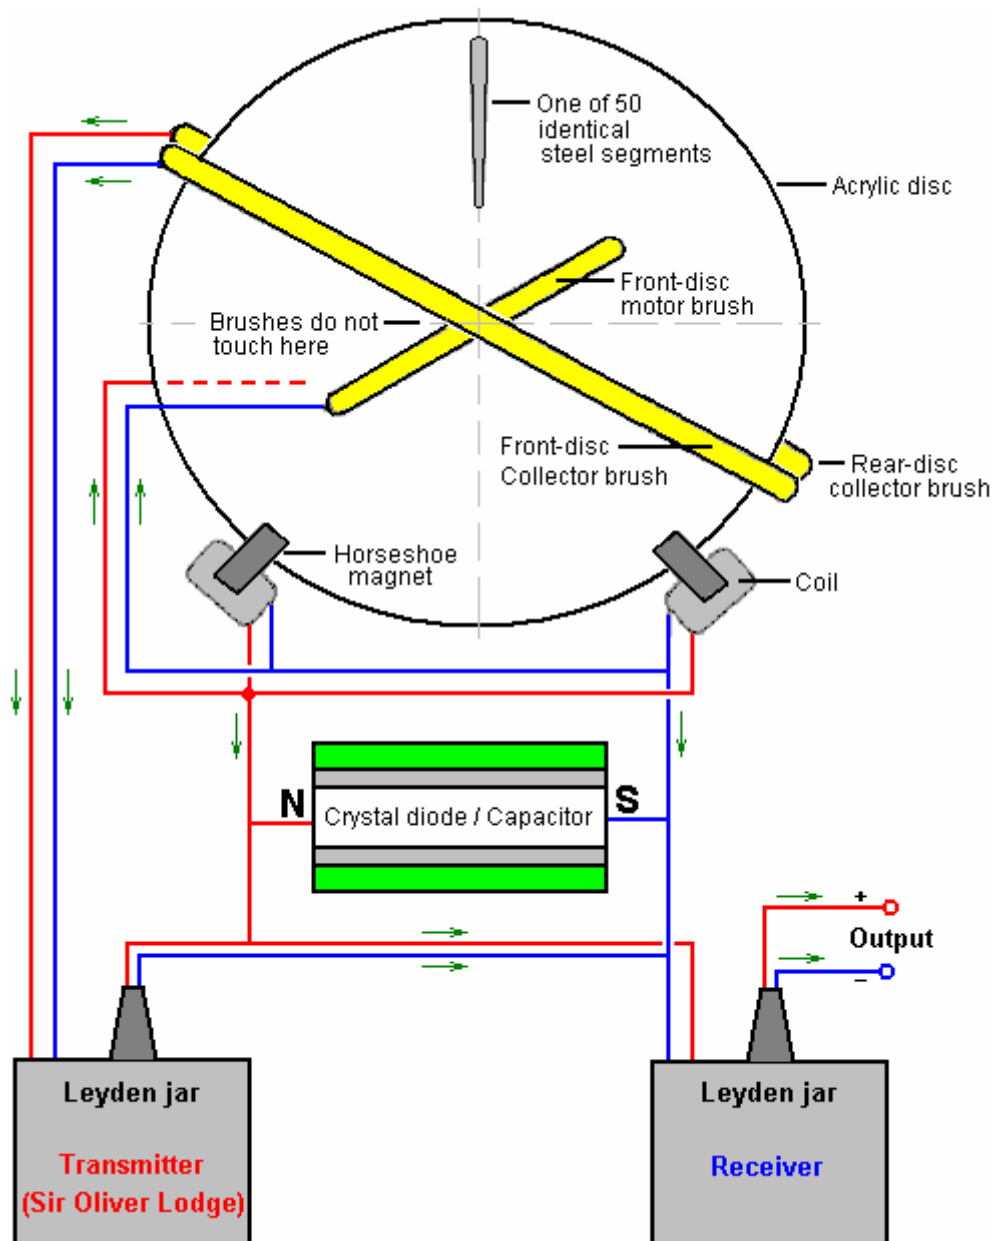 One of 50
identical
steel segments
Acrylic disc
Front-disc
motor brush
Brushes do not
touch here
Front-disc
Collector brush
Rear-disc
collector brush
Horseshoe
magnet
Coil
N
S
Crystal diode / Capacitor
+
Output
–
Leyden jar
Transmitter
(Sir Oliver Lodge)
Leyden jar
Receiver